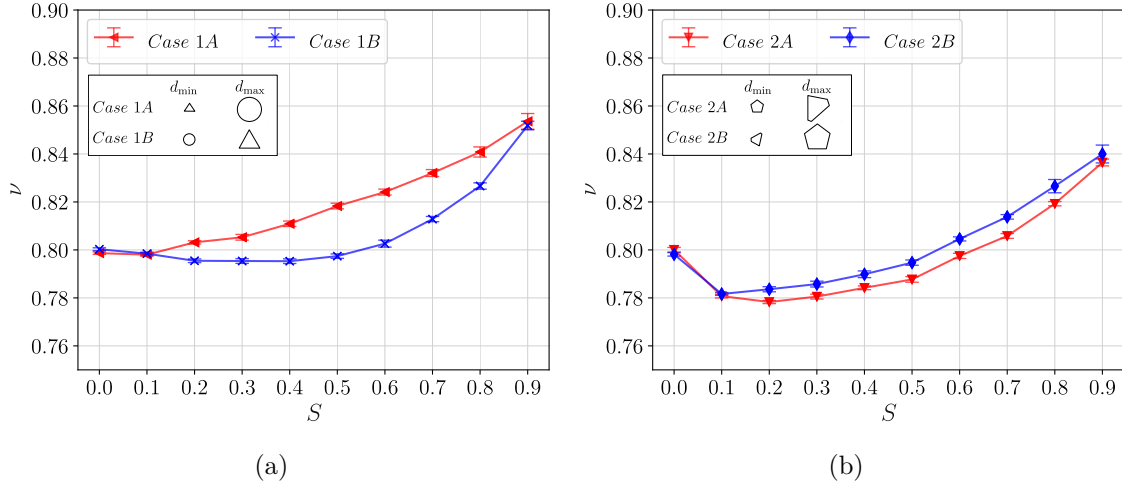 0.90
0.88
0.86
0.84
0.82
0.80
0.78
0.76
ν
Case 1A Case 1B
d_min d_max
Case 1A
Case 1B
0.0 0.1 0.2 0.3 0.4 0.5 0.6 0.7 0.8 0.9
S
(a)
0.90
0.88
0.86
0.84
0.82
0.80
0.78
0.76
ν
Case 2A Case 2B
d_min d_max
Case 2A
Case 2B
0.0 0.1 0.2 0.3 0.4 0.5 0.6 0.7 0.8 0.9
S
(b)